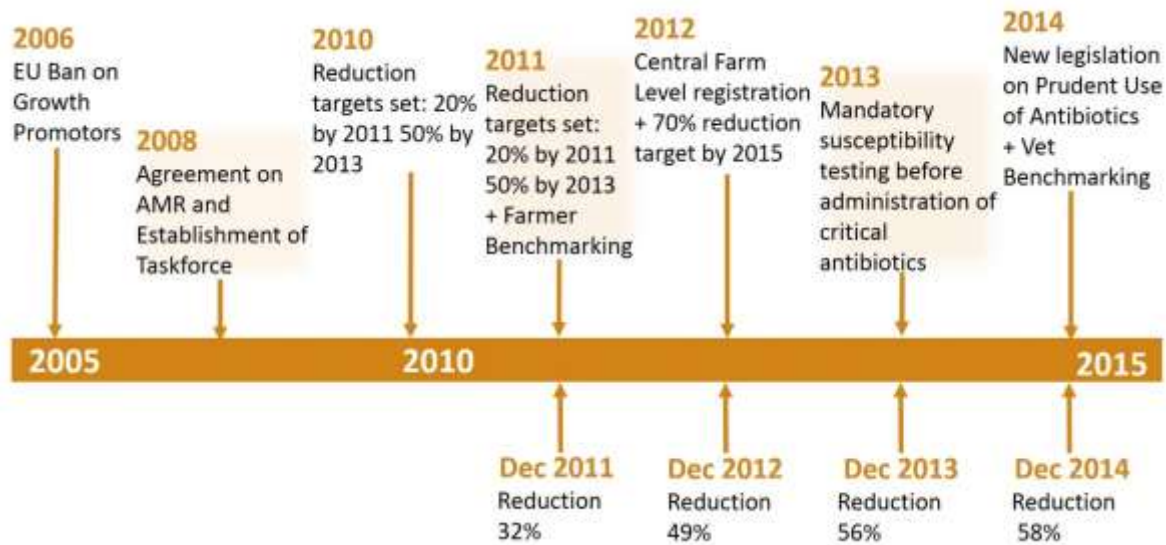 2006
EU Ban on
Growth
Promotors
2008
Agreement on
AMR and
Establishment of
Taskforce
2010
Reduction
targets set: 20%
by 2011 50% by
2013
2011
Reduction
targets set:
20% by 2011
50% by 2013
+ Farmer
Benchmarking
2012
Central Farm
Level registration
+ 70% reduction
target by 2015
2013
Mandatory
susceptibility
testing before
administration of
critical
antibiotics
2014
New legislation
on Prudent Use
of Antibiotics
+ Vet
Benchmarking
2005
2010
2015
Dec 2011
Reduction
32%
Dec 2012
Reduction
49%
Dec 2013
Reduction
56%
Dec 2014
Reduction
58%